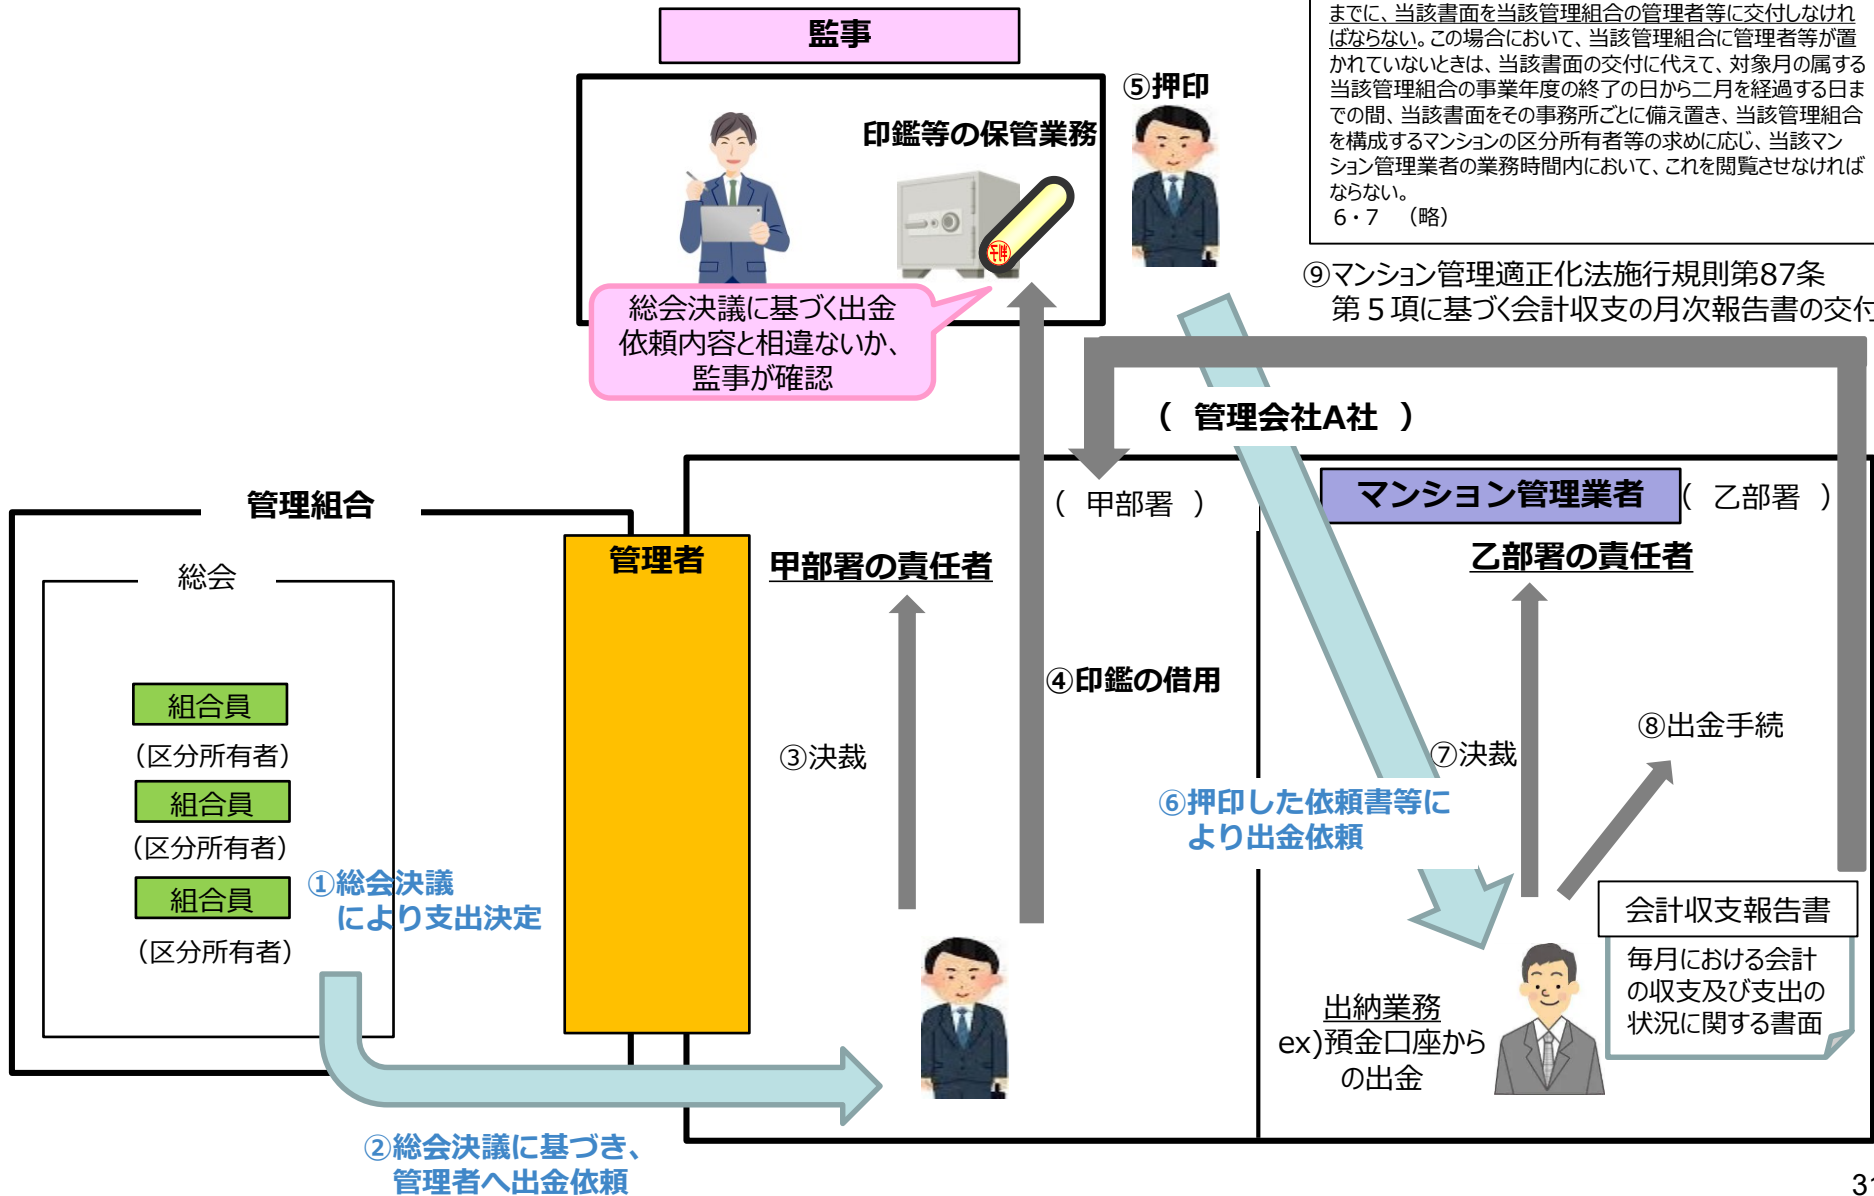 監事
印鑑等の保管業務
⑤押印
総会決議に基づく出金
依頼内容と相違ないか、
監事が確認
までに、当該書面を当該管理組合の管理者等に交付しなけれ
ばならない。この場合において、当該管理組合に管理者等が置
かれていないときは、当該書面の交付に代えて、対象月の属する
当該管理組合の事業年度の終了の日から二月を経過する日ま
での間、当該書面をその事務所ごとに備え置き、当該管理組合
を構成するマンションの区分所有者等の求めに応じ、当該マン
ション管理業者の業務時間内において、これを閲覧させなければ
ならない。
6・7 （略）
⑨マンション管理適正化法施行規則第87条
第5項に基づく会計収支の月次報告書の交付
（ 管理会社A社 ）
管理組合
総会
組合員
（区分所有者）
組合員
（区分所有者）
組合員
（区分所有者）
①総会決議
により支出決定
②総会決議に基づき、
管理者へ出金依頼
管理者
（ 甲部署 ）
甲部署の責任者
③決裁
④印鑑の借用
マンション管理業者
（ 乙部署 ）
乙部署の責任者
⑥押印した依頼書等に
より出金依頼
⑦決裁
⑧出金手続
出納業務
ex)預金口座から
の出金
会計収支報告書
毎月における会計
の収支及び支出の
状況に関する書面